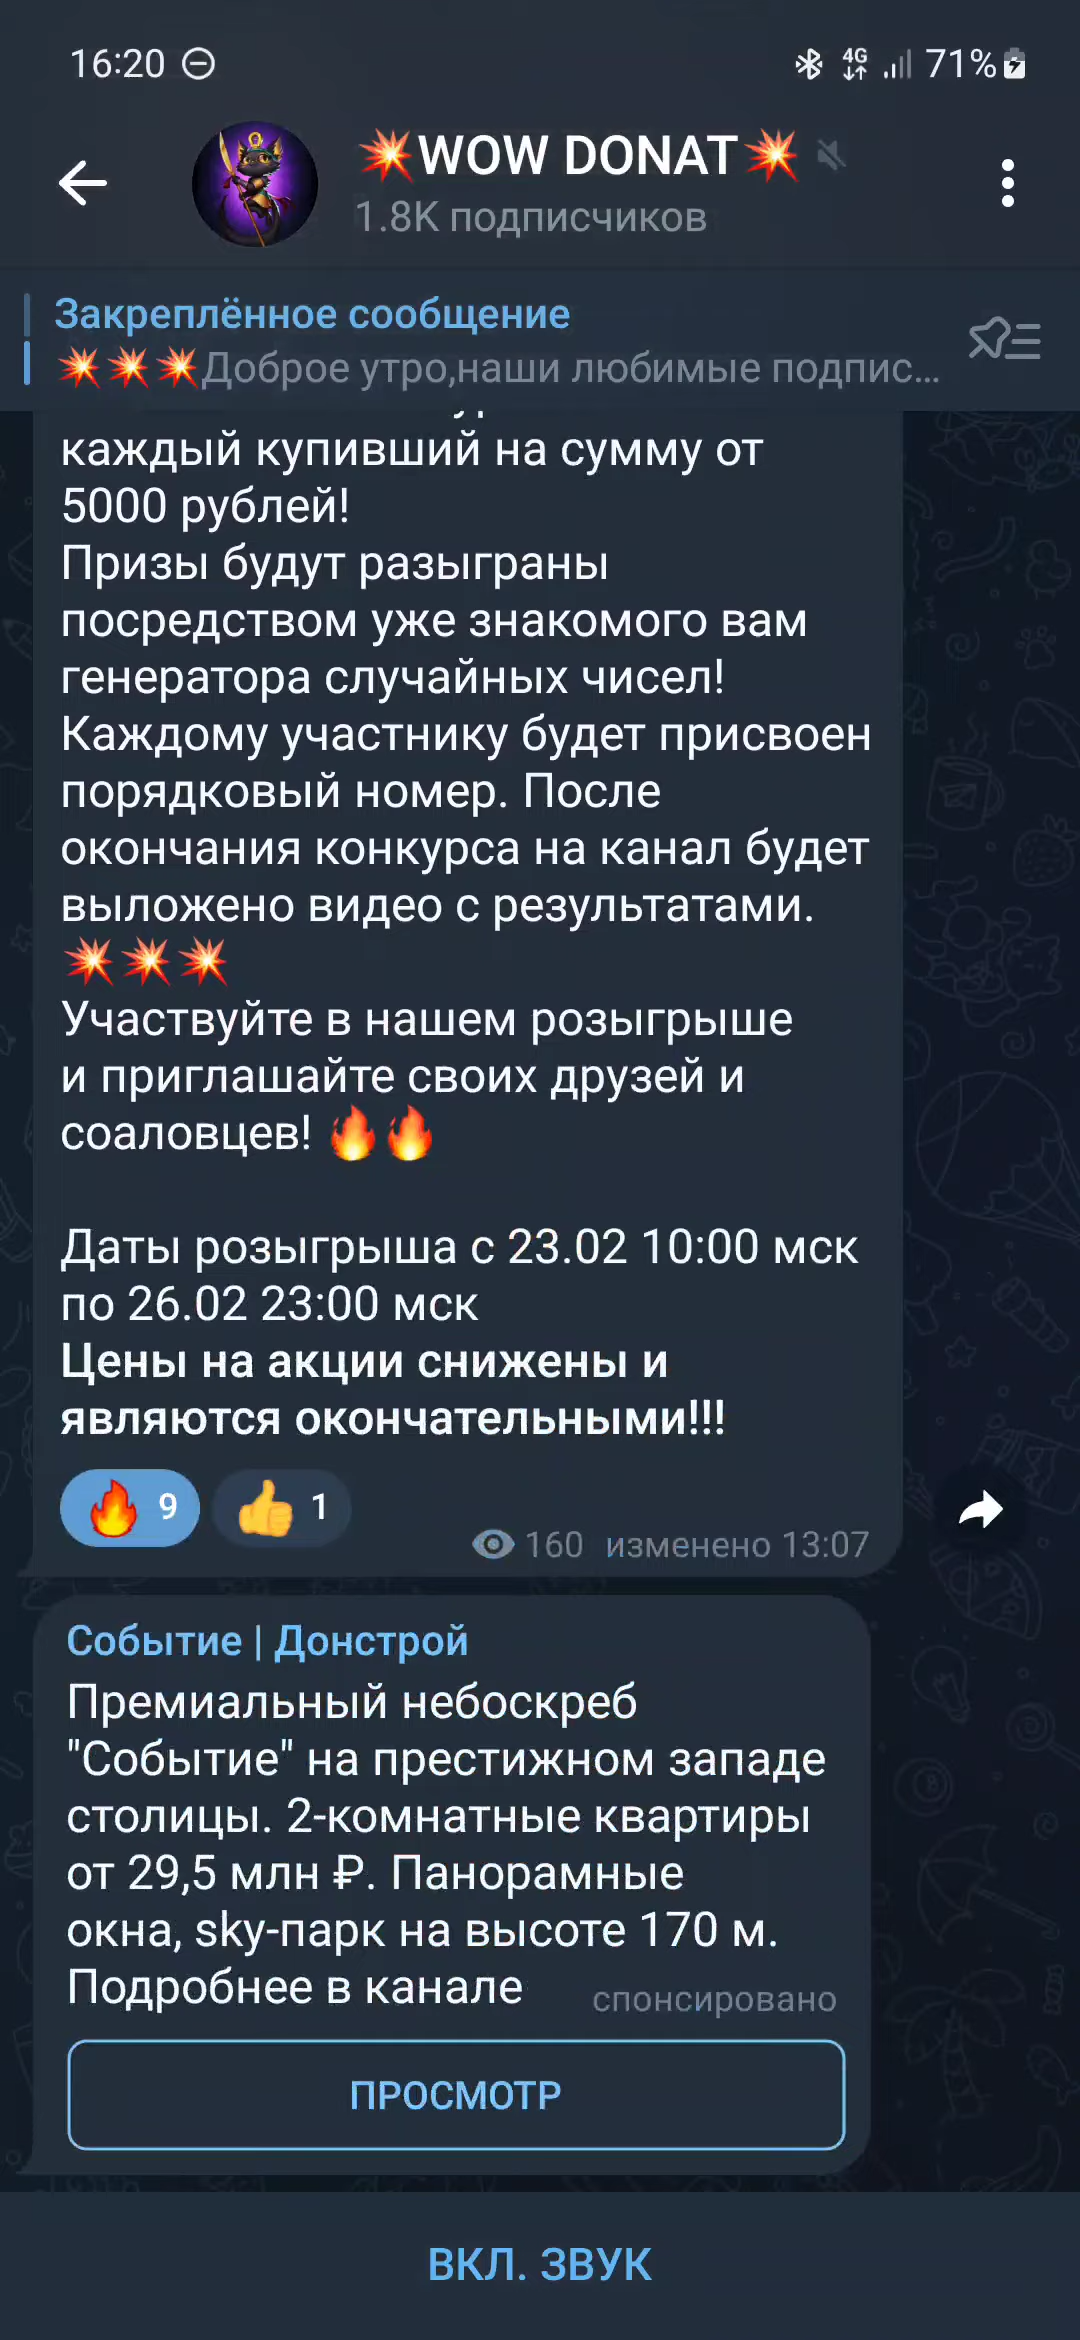 16:20
4G 71%
💥WOW DONAT💥
1.8K подписчиков
Закреплённое сообщение
💥💥💥Доброе утро,наши любимые подпис...
каждый купивший на сумму от
5000 рублей!
Призы будут разыграны
посредством уже знакомого вам
генератора случайных чисел!
Каждому участнику будет присвоен
порядковый номер. После
окончания конкурса на канал будет
выложено видео с результатами.
💥💥💥
Участвуйте в нашем розыгрыше
и приглашайте своих друзей и
соаловцев! 🔥🔥
Даты розыгрыша с 23.02 10:00 мск
по 26.02 23:00 мск
Цены на акции снижены и
являются окончательными!!!
🔥 9 👍 1
160 изменено 13:07
Событие | Донстрой
Премиальный небоскреб
"Событие" на престижном западе
столицы. 2-комнатные квартиры
от 29,5 млн ₽. Панорамные
окна, sky-парк на высоте 170 м.
Подробнее в канале
спонсировано
ПРОСМОТР
ВКЛ. ЗВУК